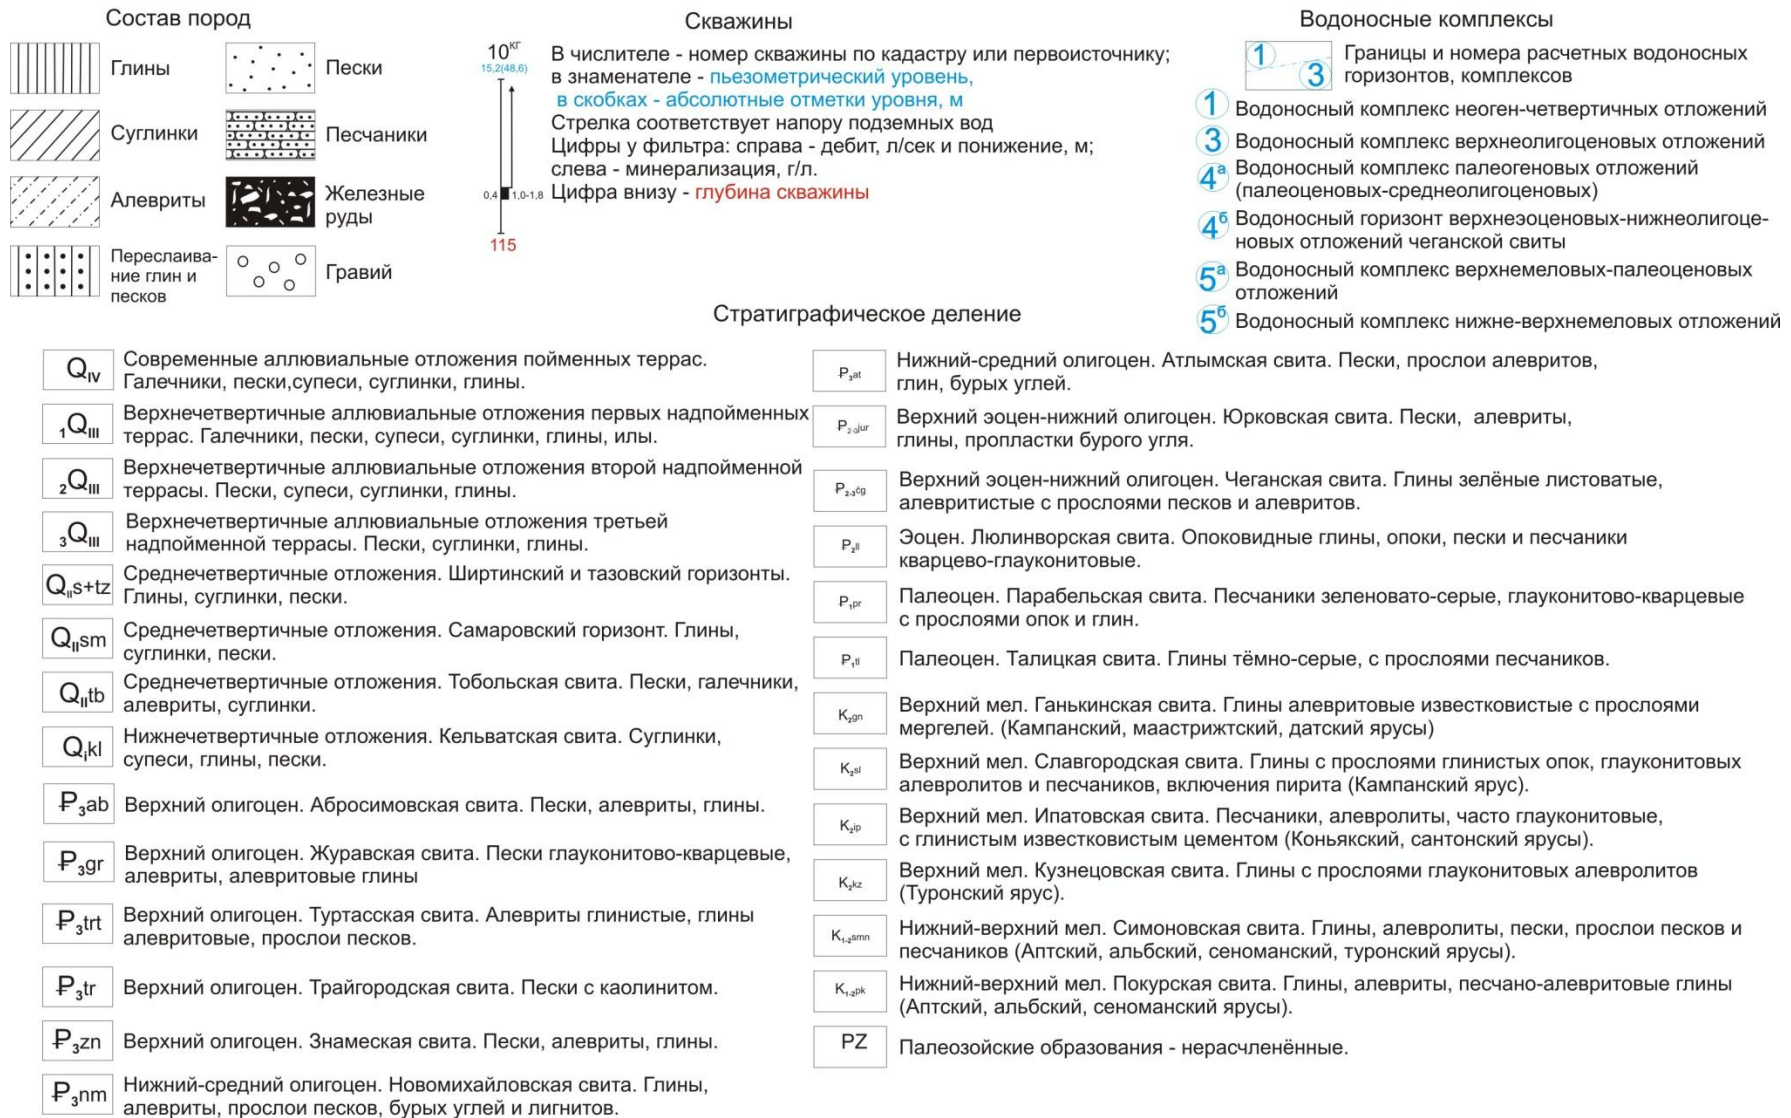 Состав пород
Глины
Пески
Суглинки
Песчаники
Алевриты
Железные
руды
Переслаива-
ние глин и
песков
Гравий
Скважины
10КГ
15,2(48,6)
0,4
1,0-1,8
115
В числителе - номер скважины по кадастру или первоисточнику;
в знаменателе - пьезометрический уровень,
в скобках - абсолютные отметки уровня, м
Стрелка соответствует напору подземных вод
Цифры у фильтра: справа - дебит, л/сек и понижение, м;
слева - минерализация, г/л.
Цифра внизу - глубина скважины
Водоносные комплексы
1
3
Границы и номера расчетных водоносных
горизонтов, комплексов
1 Водоносный комплекс неоген-четвертичных отложений
3 Водоносный комплекс верхнеолигоценовых отложений
4а Водоносный комплекс палеогеновых отложений
(палеоценовых-среднеолигоценовых)
4б Водоносный горизонт верхнеэоценовых-нижнеолигоце-
новых отложений чеганской свиты
5а Водоносный комплекс верхнемеловых-палеоценовых
отложений
5б Водоносный комплекс нижне-верхнемеловых отложений
Стратиграфическое деление
QIV Современные аллювиальные отложения пойменных террас.
Галечники, пески,супеси, суглинки, глины.
1QIII Верхнечетвертичные аллювиальные отложения первых надпойменных
террас. Галечники, пески, супеси, суглинки, глины, илы.
2QIII Верхнечетвертичные аллювиальные отложения второй надпойменной
террасы. Пески, супеси, суглинки, глины.
3QIII Верхнечетвертичные аллювиальные отложения третьей
надпойменной террасы. Пески, суглинки, глины.
QIIs+tz Среднечетвертичные отложения. Ширтинский и тазовский горизонты.
Глины, суглинки, пески.
QIIsm Среднечетвертичные отложения. Самаровский горизонт. Глины,
суглинки, пески.
QIItb Среднечетвертичные отложения. Тобольская свита. Пески, галечники,
алевриты, суглинки.
Qikl Нижнечетвертичные отложения. Кельватская свита. Суглинки,
супеси, глины, пески.
₽3ab Верхний олигоцен. Абросимовская свита. Пески, алевриты, глины.
₽3gr Верхний олигоцен. Журавская свита. Пески глауконитово-кварцевые,
алевриты, алевритовые глины
₽3trt Верхний олигоцен. Туртасская свита. Алевриты глинистые, глины
алевритовые, прослои песков.
₽3tr Верхний олигоцен. Трайгородская свита. Пески с каолинитом.
₽3zn Верхний олигоцен. Знамеская свита. Пески, алевриты, глины.
₽3nm Нижний-средний олигоцен. Новомихайловская свита. Глины,
алевриты, прослои песков, бурых углей и лигнитов.
₽3at Нижний-средний олигоцен. Атлымская свита. Пески, прослои алевритов,
глин, бурых углей.
₽2-3jur Верхний эоцен-нижний олигоцен. Юрковская свита. Пески, алевриты,
глины, пропластки бурого угля.
₽2-3čg Верхний эоцен-нижний олигоцен. Чеганская свита. Глины зелёные листоватые,
алевритистые с прослоями песков и алевритов.
₽2ll Эоцен. Люлинворская свита. Опоковидные глины, опоки, пески и песчаники
кварцево-глауконитовые.
₽1pr Палеоцен. Парабельская свита. Песчаники зеленовато-серые, глауконитово-кварцевые
с прослоями опок и глин.
₽1tl Палеоцен. Талицкая свита. Глины тёмно-серые, с прослоями песчаников.
K2gn Верхний мел. Ганькинская свита. Глины алевритовые известковистые с прослоями
мергелей. (Кампанский, маастрижтский, датский ярусы)
K2sl Верхний мел. Славгородская свита. Глины с прослоями глинистых опок, глауконитовых
алевролитов и песчаников, включения пирита (Кампанский ярус).
K2ip Верхний мел. Ипатовская свита. Песчаники, алевролиты, часто глауконитовые,
с глинистым известковистым цементом (Коньякский, сантонский ярусы).
K2kz Верхний мел. Кузнецовская свита. Глины с прослоями глауконитовых алевролитов
(Туронский ярус).
K1-2smn Нижний-верхний мел. Симоновская свита. Глины, алевролиты, пески, прослои песков и
песчаников (Аптский, альбский, сеноманский, туронский ярусы).
K1-2pk Нижний-верхний мел. Покурская свита. Глины, алевриты, песчано-алевритовые глины
(Аптский, альбский, сеноманский ярусы).
PZ Палеозойские образования - нерасчленённые.